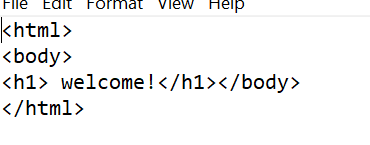 File Edit Format View Help
<html>
<body>
<h1> welcome!</h1></body>
</html>